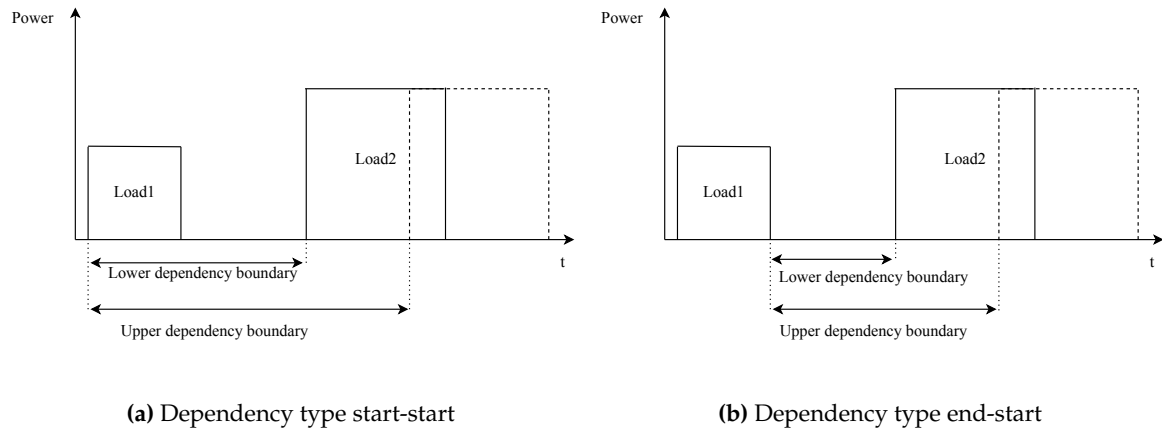 Power
Load1
Load2
t
Lower dependency boundary
Upper dependency boundary
(a) Dependency type start-start
Power
Load1
Load2
t
Lower dependency boundary
Upper dependency boundary
(b) Dependency type end-start